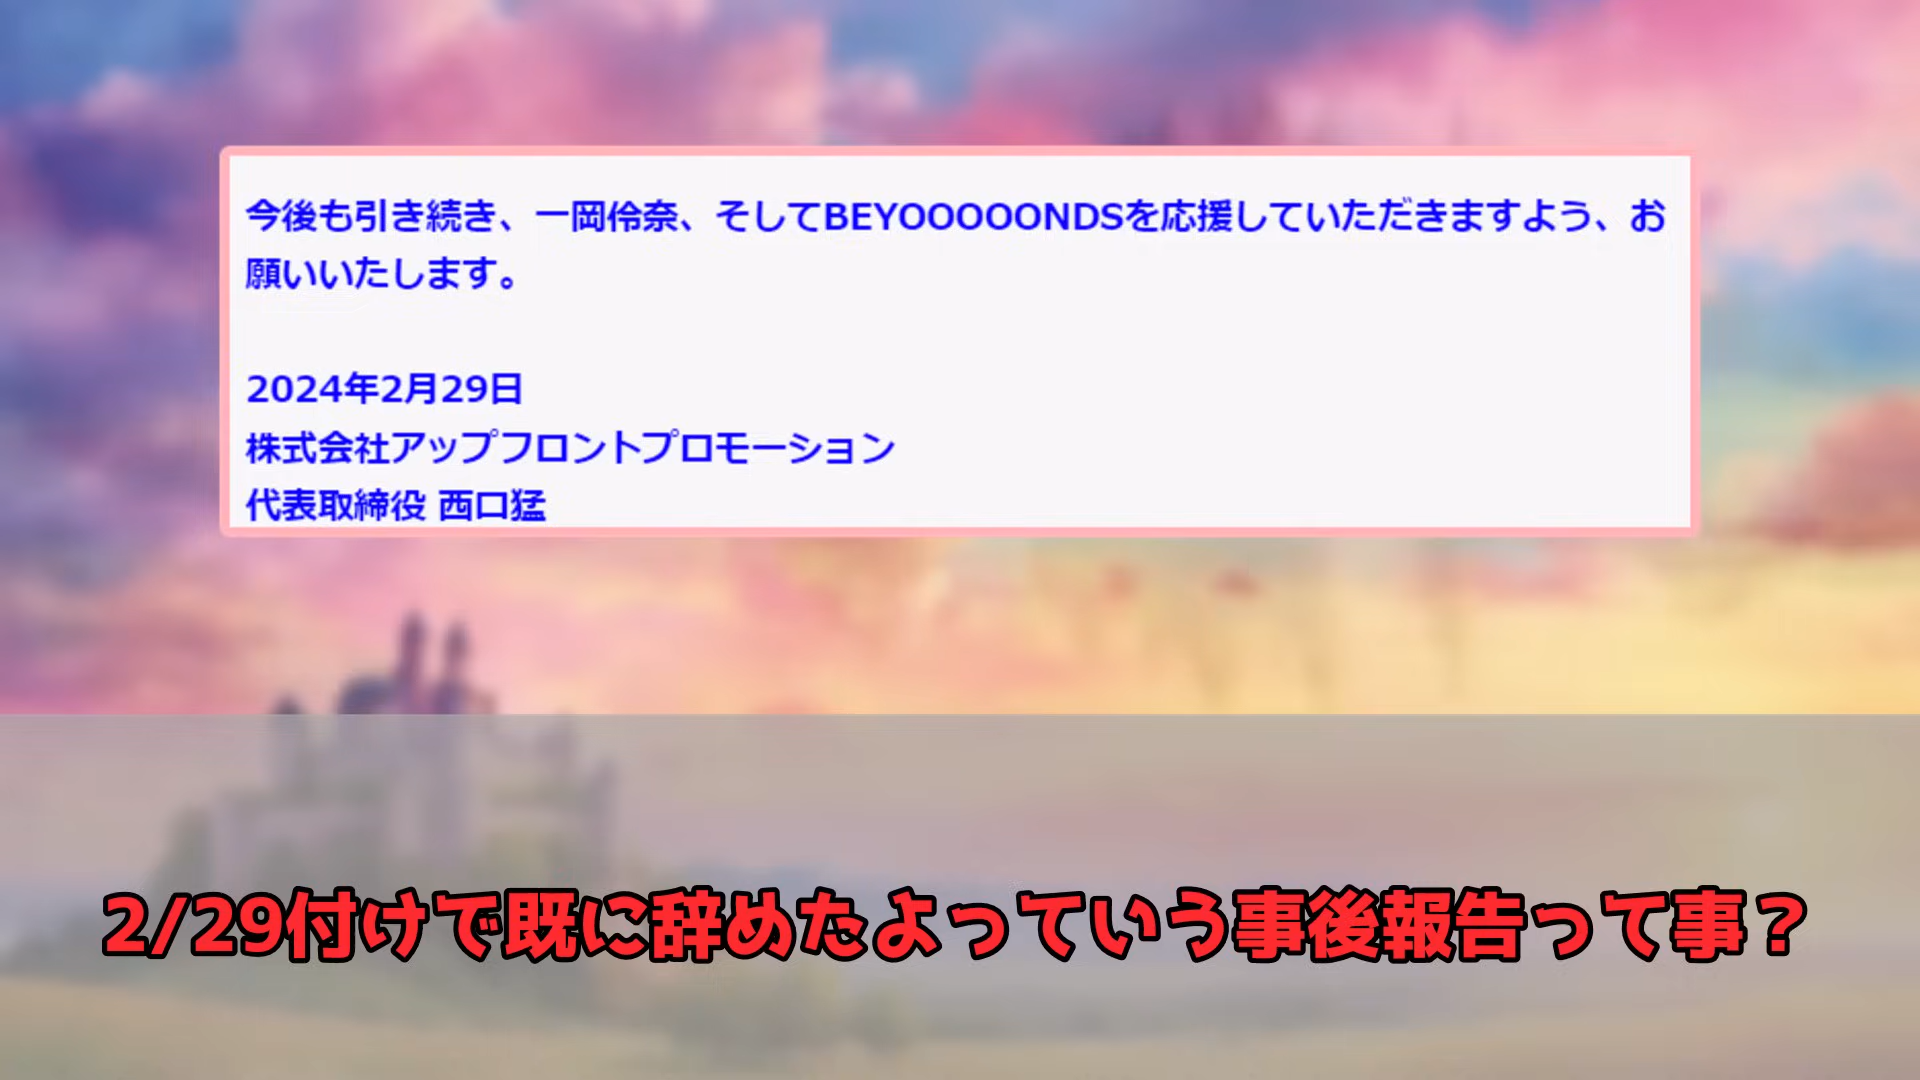 今後も引き続き、一岡伶奈、そしてBEYOOOOONDSを応援していただきますよう、お
願いいたします。
2024年2月29日
株式会社アップフロントプロモーション
代表取締役 西口猛
2/29付けで既に辞めたよっていう事後報告って事？